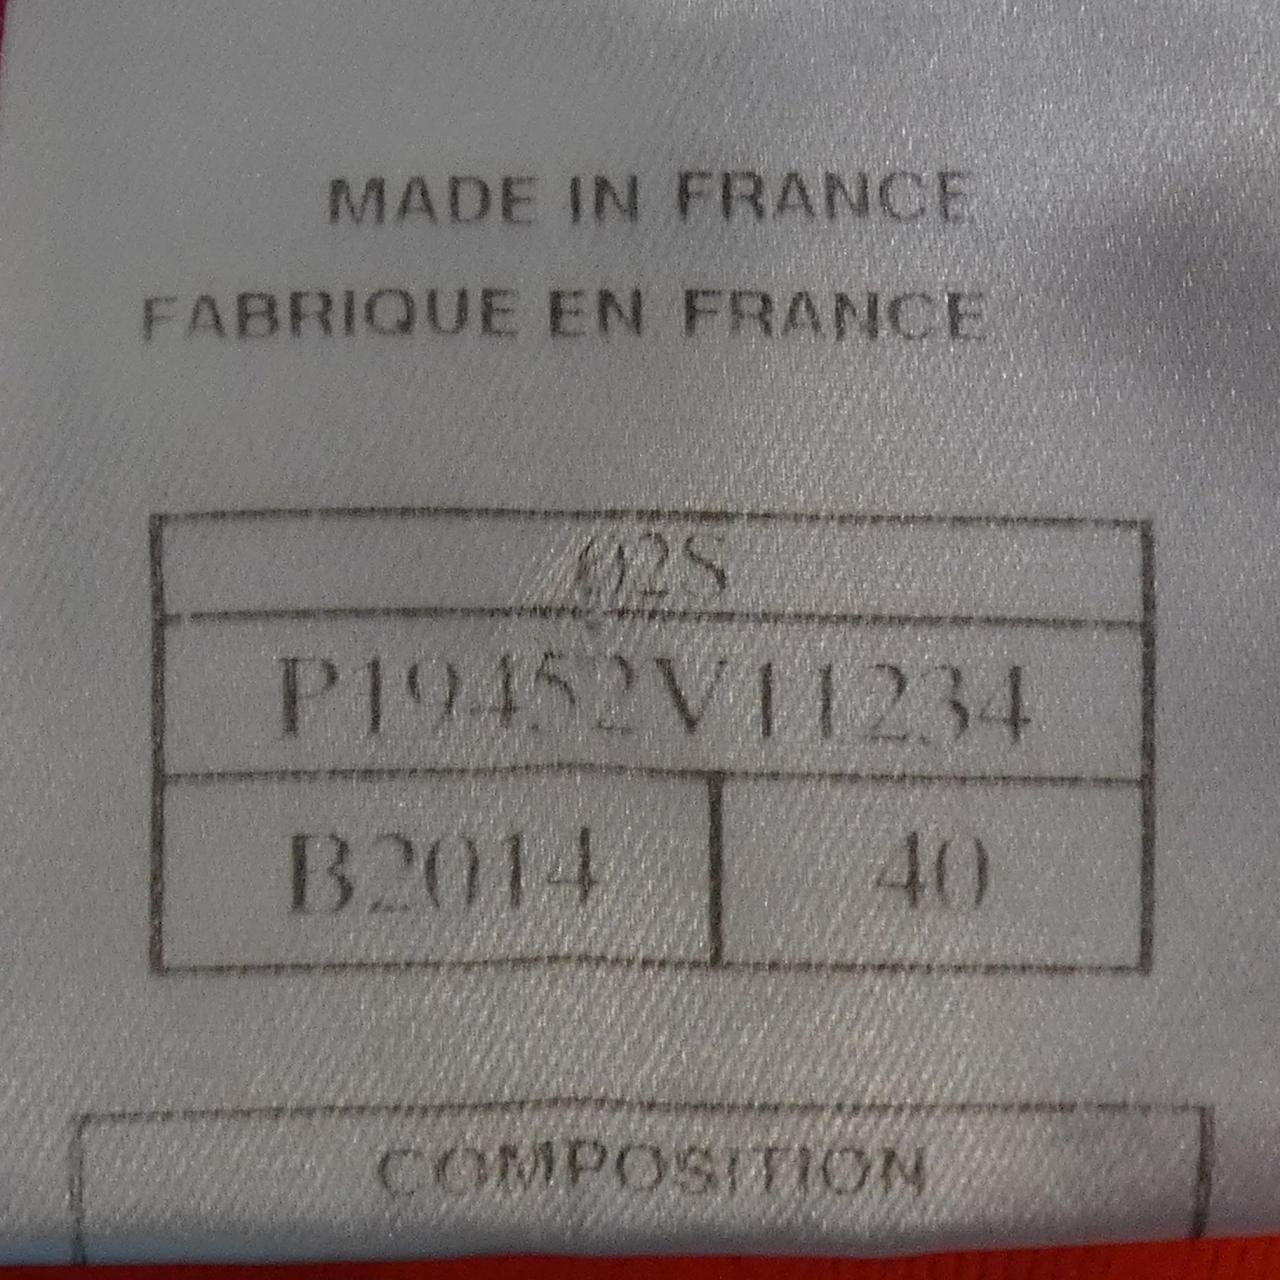 MADE IN FRANCE
FABRIQUE EN FRANCE
02S
P19452V11234
B2014 40
COMPOSITION